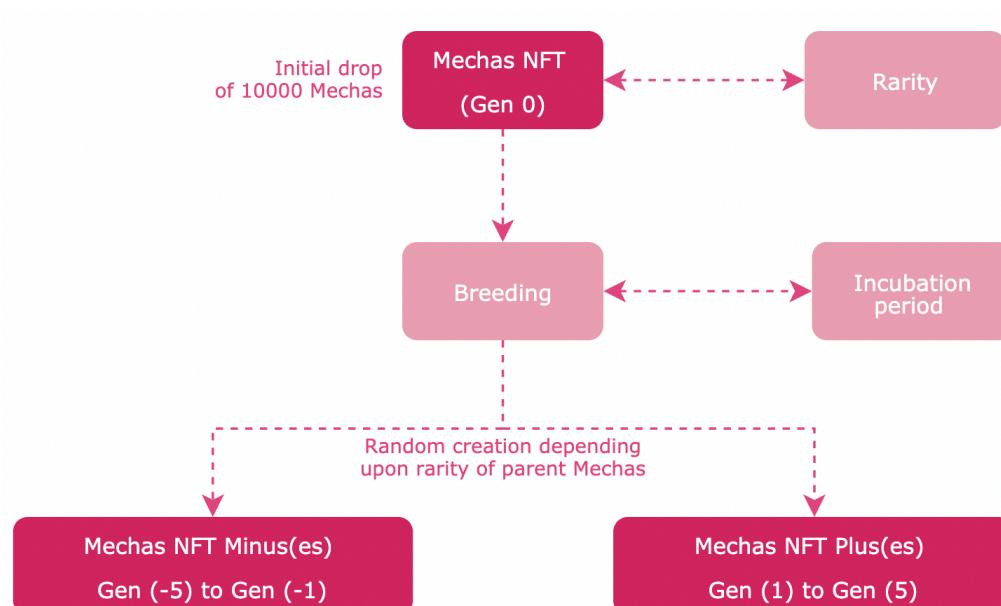 Initial drop
of 10000 Mechas
Mechas NFT
(Gen 0)
Rarity
Breeding
Incubation
period
Random creation depending
upon rarity of parent Mechas
Mechas NFT Minus(es)
Gen (-5) to Gen (-1)
Mechas NFT Plus(es)
Gen (1) to Gen (5)